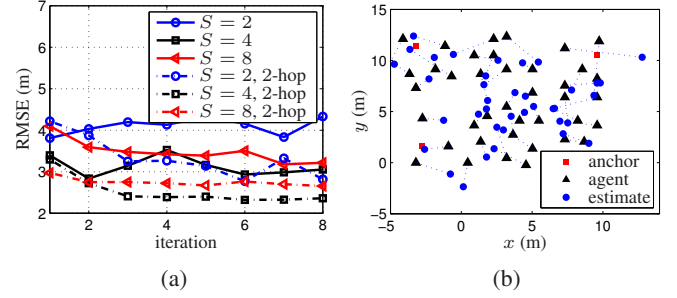 7
6
5
4
3
2
RMSE (m)
S = 2
S = 4
S = 8
S = 2, 2-hop
S = 4, 2-hop
S = 8, 2-hop
2 4 6 8
iteration
(a)
15
10
5
0
−5
y (m)
anchor
agent
estimate
−5 0 5 10 15
x (m)
(b)